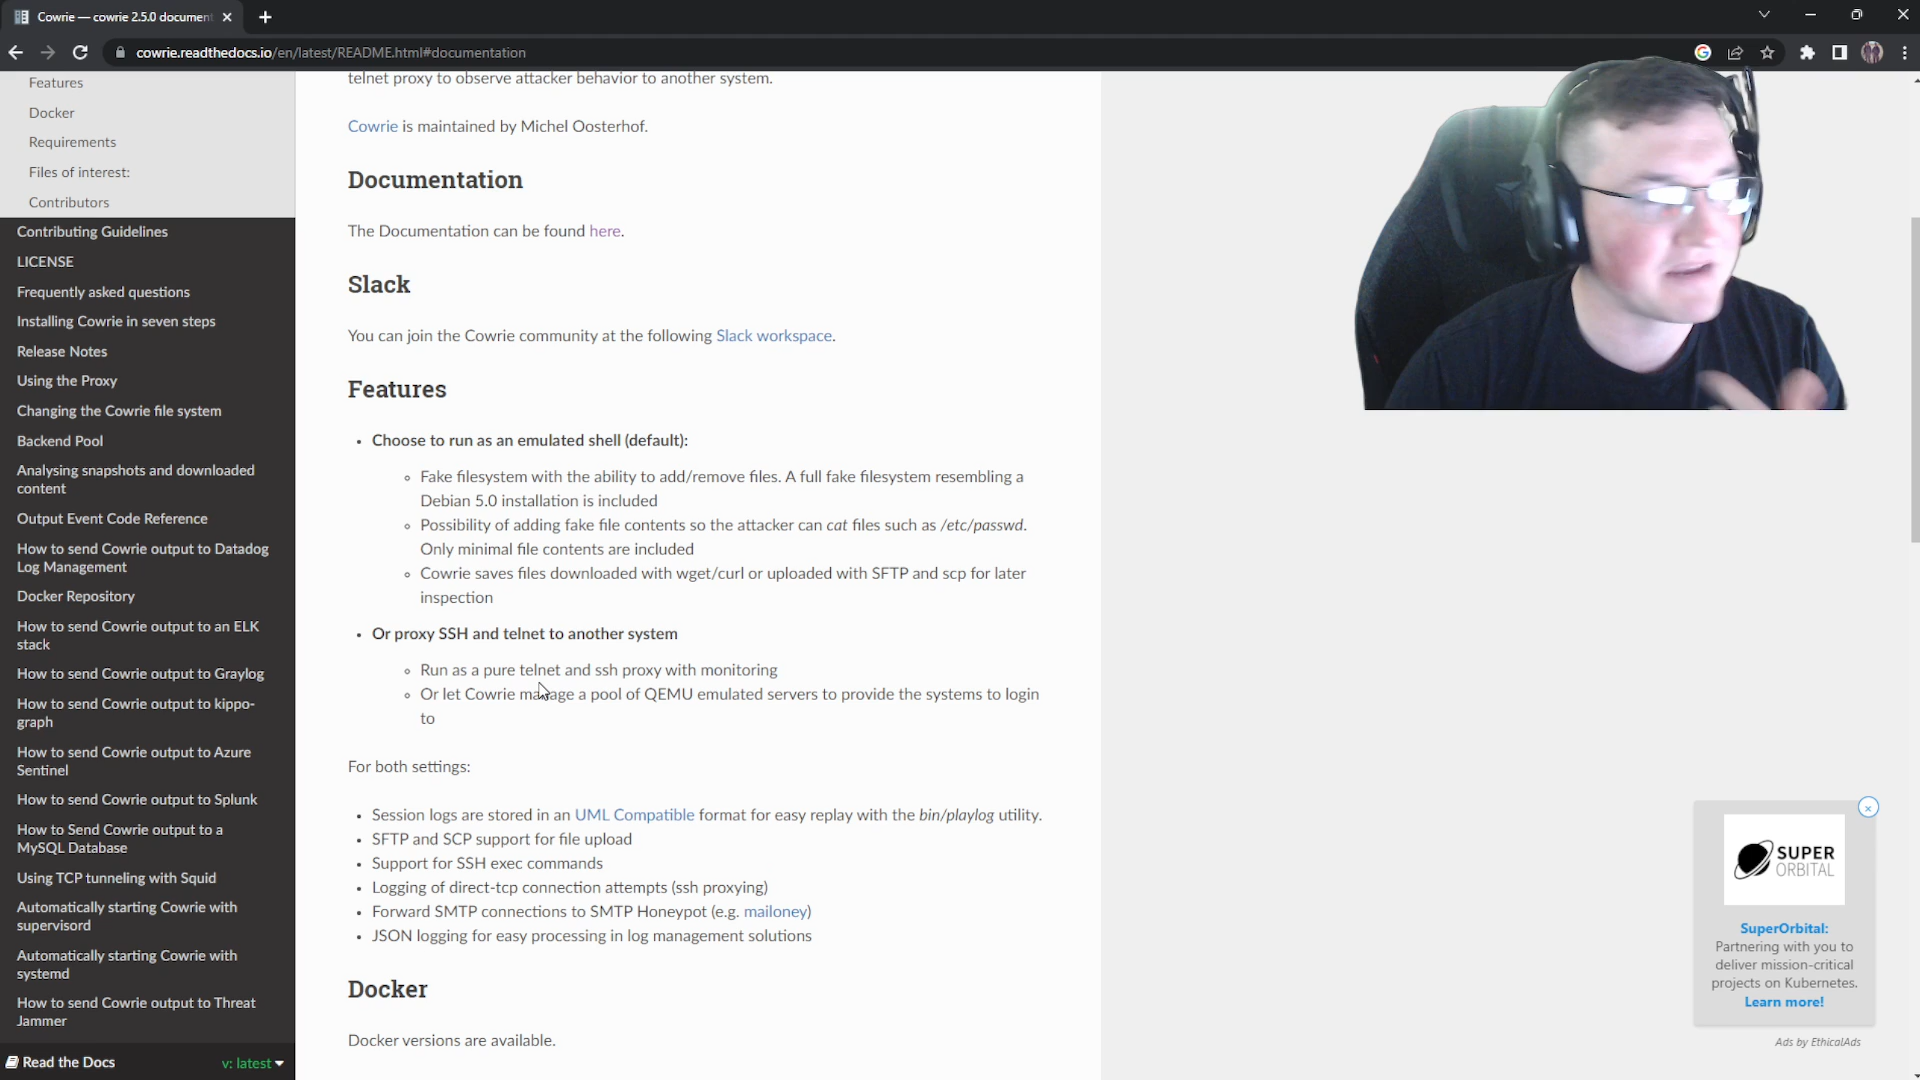 Cowrie — cowrie 2.5.0 document
cowrie.readthedocs.io/en/latest/README.html#documentation
Features
Docker
Requirements
Files of interest:
Contributors
Contributing Guidelines
LICENSE
Frequently asked questions
Installing Cowrie in seven steps
Release Notes
Using the Proxy
Changing the Cowrie file system
Backend Pool
Analysing snapshots and downloaded
content
Output Event Code Reference
How to send Cowrie output to Datadog
Log Management
Docker Repository
How to send Cowrie output to an ELK
stack
How to send Cowrie output to Graylog
How to send Cowrie output to kippo-
graph
How to send Cowrie output to Azure
Sentinel
How to send Cowrie output to Splunk
How to Send Cowrie output to a
MySQL Database
Using TCP tunneling with Squid
Automatically starting Cowrie with
supervisord
Automatically starting Cowrie with
systemd
How to send Cowrie output to Threat
Jammer
Read the Docs
v: latest
telnet proxy to observe attacker behavior to another system.
Cowrie is maintained by Michel Oosterhof.
Documentation
The Documentation can be found here.
Slack
You can join the Cowrie community at the following Slack workspace.
Features
• Choose to run as an emulated shell (default):
◦ Fake filesystem with the ability to add/remove files. A full fake filesystem resembling a
Debian 5.0 installation is included
◦ Possibility of adding fake file contents so the attacker can cat files such as /etc/passwd.
Only minimal file contents are included
◦ Cowrie saves files downloaded with wget/curl or uploaded with SFTP and scp for later
inspection
• Or proxy SSH and telnet to another system
◦ Run as a pure telnet and ssh proxy with monitoring
◦ Or let Cowrie manage a pool of QEMU emulated servers to provide the systems to login
to
For both settings:
• Session logs are stored in an UML Compatible format for easy replay with the bin/playlog utility.
• SFTP and SCP support for file upload
• Support for SSH exec commands
• Logging of direct-tcp connection attempts (ssh proxying)
• Forward SMTP connections to SMTP Honeypot (e.g. mailoney)
• JSON logging for easy processing in log management solutions
Docker
Docker versions are available.
SUPER
ORBITAL
SuperOrbital:
Partnering with you to
deliver mission-critical
projects on Kubernetes.
Learn more!
Ads by EthicalAds